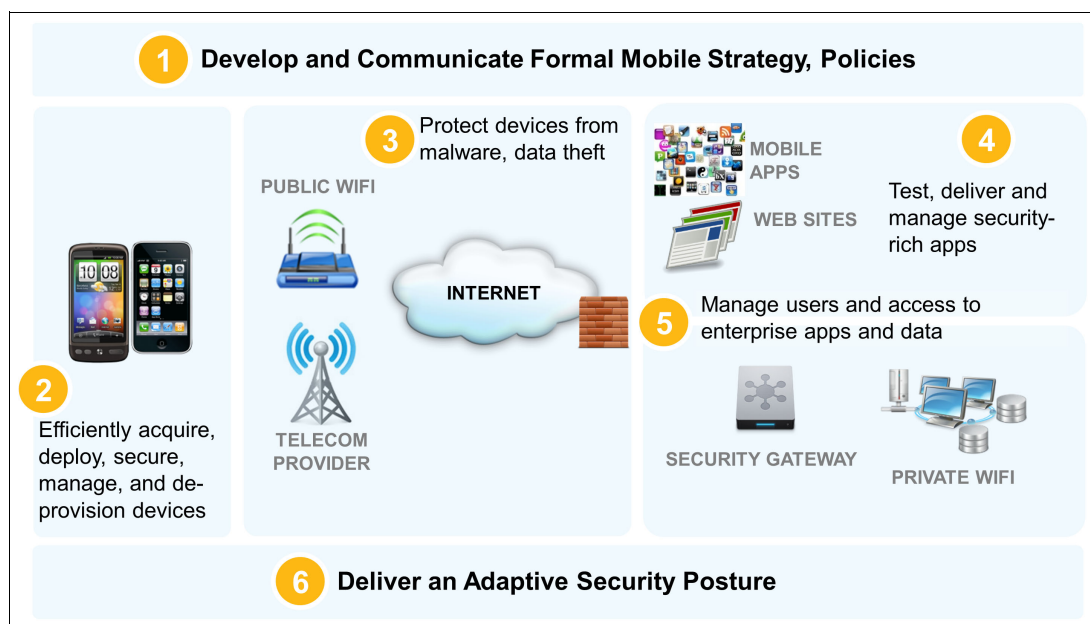 1
Develop and Communicate Formal Mobile Strategy, Policies
2
Efficiently acquire,
deploy, secure,
manage, and de-
provision devices
3
Protect devices from
malware, data theft
PUBLIC WIFI
INTERNET
TELECOM
PROVIDER
MOBILE
APPS
WEB SITES
4
Test, deliver and
manage security-
rich apps
5
Manage users and access to
enterprise apps and data
SECURITY GATEWAY
PRIVATE WIFI
6
Deliver an Adaptive Security Posture
10 08